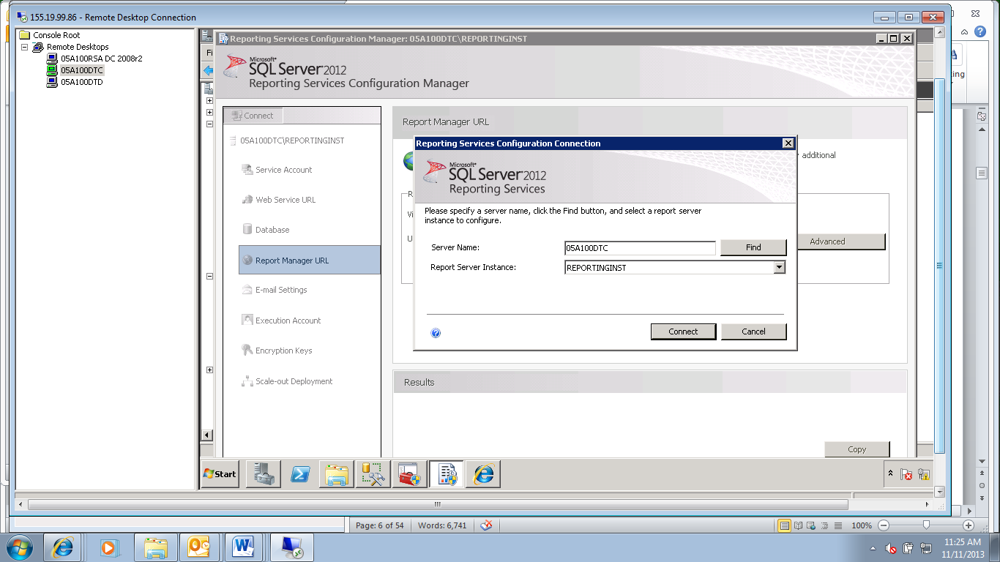 155.19.99.86 - Remote Desktop Connection
Console Root
Remote Desktops
05A100RSA DC 2008r2
05A100DTC
05A100DTD
Reporting Services Configuration Manager: 05A100DTC\REPORTINGINST
Fi
Microsoft®
SQL Server 2012
Reporting Services Configuration Manager
Connect
05A100DTC\REPORTINGINST
Service Account
Web Service URL
Database
Report Manager URL
E-mail Settings
Execution Account
Encryption Keys
Scale-out Deployment
Report Manager URL
additional
R
Vi
U
Advanced
Reporting Services Configuration Connection
Microsoft®
SQL Server 2012
Reporting Services
Please specify a server name, click the Find button, and select a report server
instance to configure.
Server Name:
05A100DTC
Find
Report Server Instance:
REPORTINGINST
Connect
Cancel
Results
Copy
ting
Start
Page: 6 of 54
Words: 6,741
100%
11:25 AM
11/11/2013